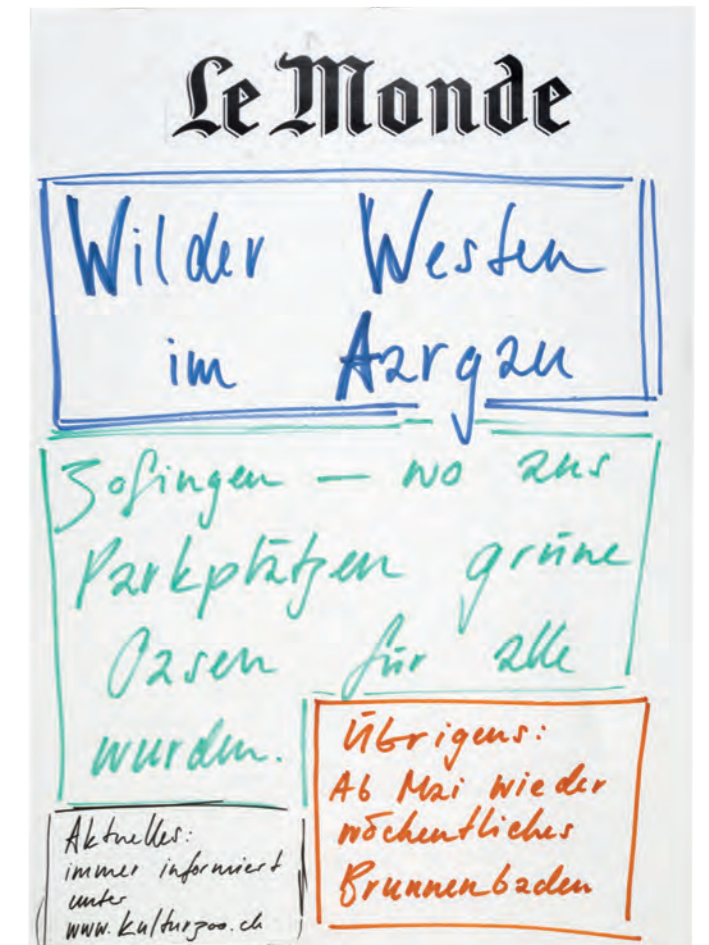 Le Monde
Wilder Westen
im Aargau
Zofingen – wo aus
Parkplätzen grüne
Oasen für alle
wurden.
Übrigens:
Ab Mai wieder
wöchentliches
Brunnenbaden
Aktuelles:
immer informiert
unter
www.kulturzoo.ch